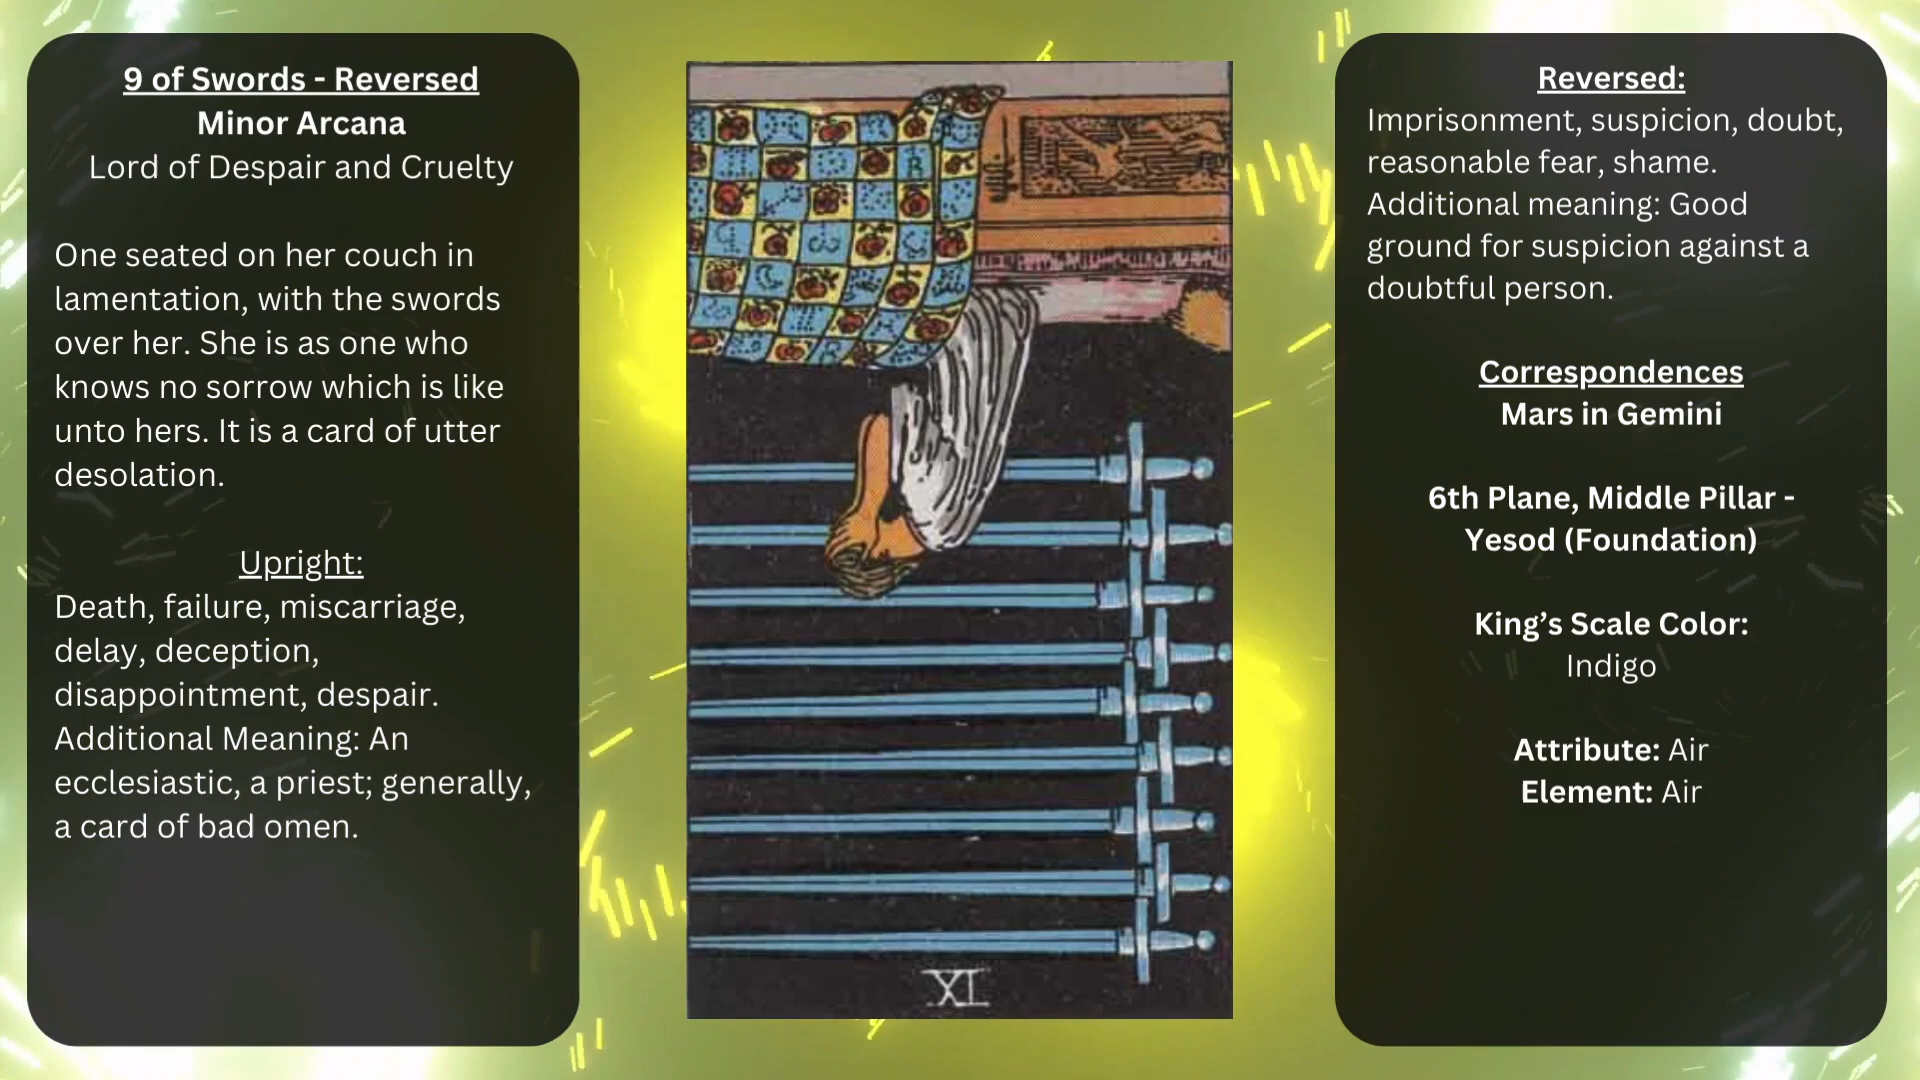 9 of Swords - Reversed
Minor Arcana
Lord of Despair and Cruelty
One seated on her couch in
lamentation, with the swords
over her. She is as one who
knows no sorrow which is like
unto hers. It is a card of utter
desolation.
Upright:
Death, failure, miscarriage,
delay, deception,
disappointment, despair.
Additional Meaning: An
ecclesiastic, a priest; generally,
a card of bad omen.
XI
Reversed:
Imprisonment, suspicion, doubt,
reasonable fear, shame.
Additional meaning: Good
ground for suspicion against a
doubtful person.
Correspondences
Mars in Gemini
6th Plane, Middle Pillar -
Yesod (Foundation)
King’s Scale Color:
Indigo
Attribute: Air
Element: Air